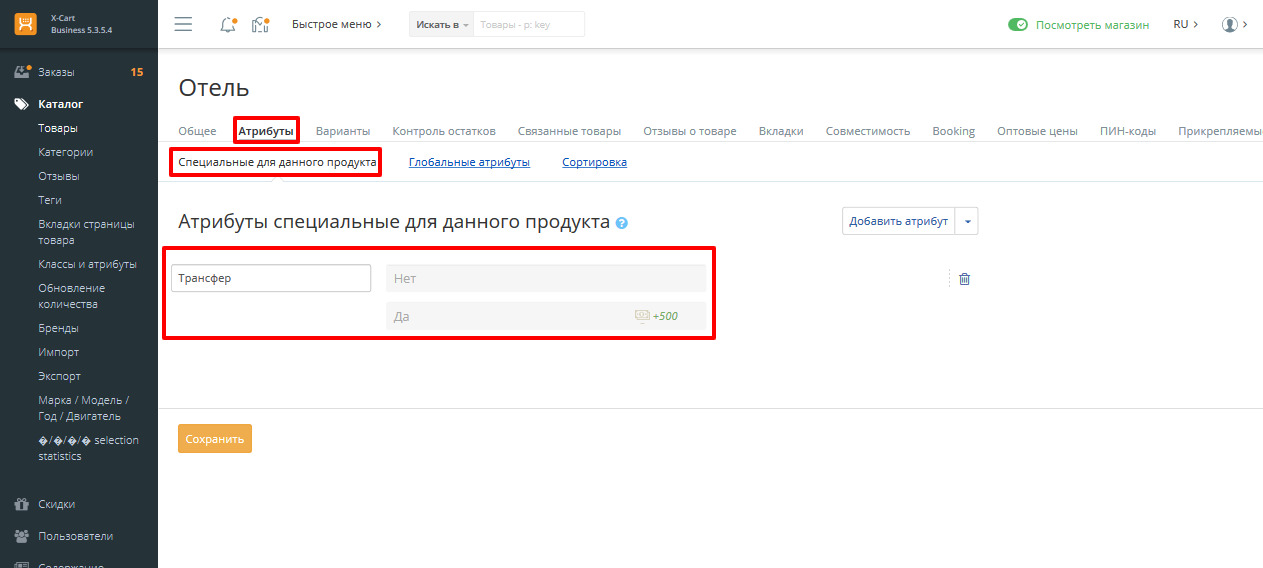 X-Cart
Business 5.3.5.4
Быстрое меню
Искать в
Товары - p: key
Посмотреть магазин
RU
Заказы 15
Каталог
Товары
Категории
Отзывы
Теги
Вкладки страницы
товара
Классы и атрибуты
Обновление
количества
Бренды
Импорт
Экспорт
Марка / Модель /
Год / Двигатель
�/�/�/� selection
statistics
Скидки
Пользователи
Содержание
Отель
Общее Атрибуты Варианты Контроль остатков Связанные товары Отзывы о товаре Вкладки Совместимость Booking Оптовые цены ПИН-коды Прикрепляемы
Специальные для данного продукта Глобальные атрибуты Сортировка
Атрибуты специальные для данного продукта ?
Добавить атрибут
Трансфер Нет
Да +500
Сохранить